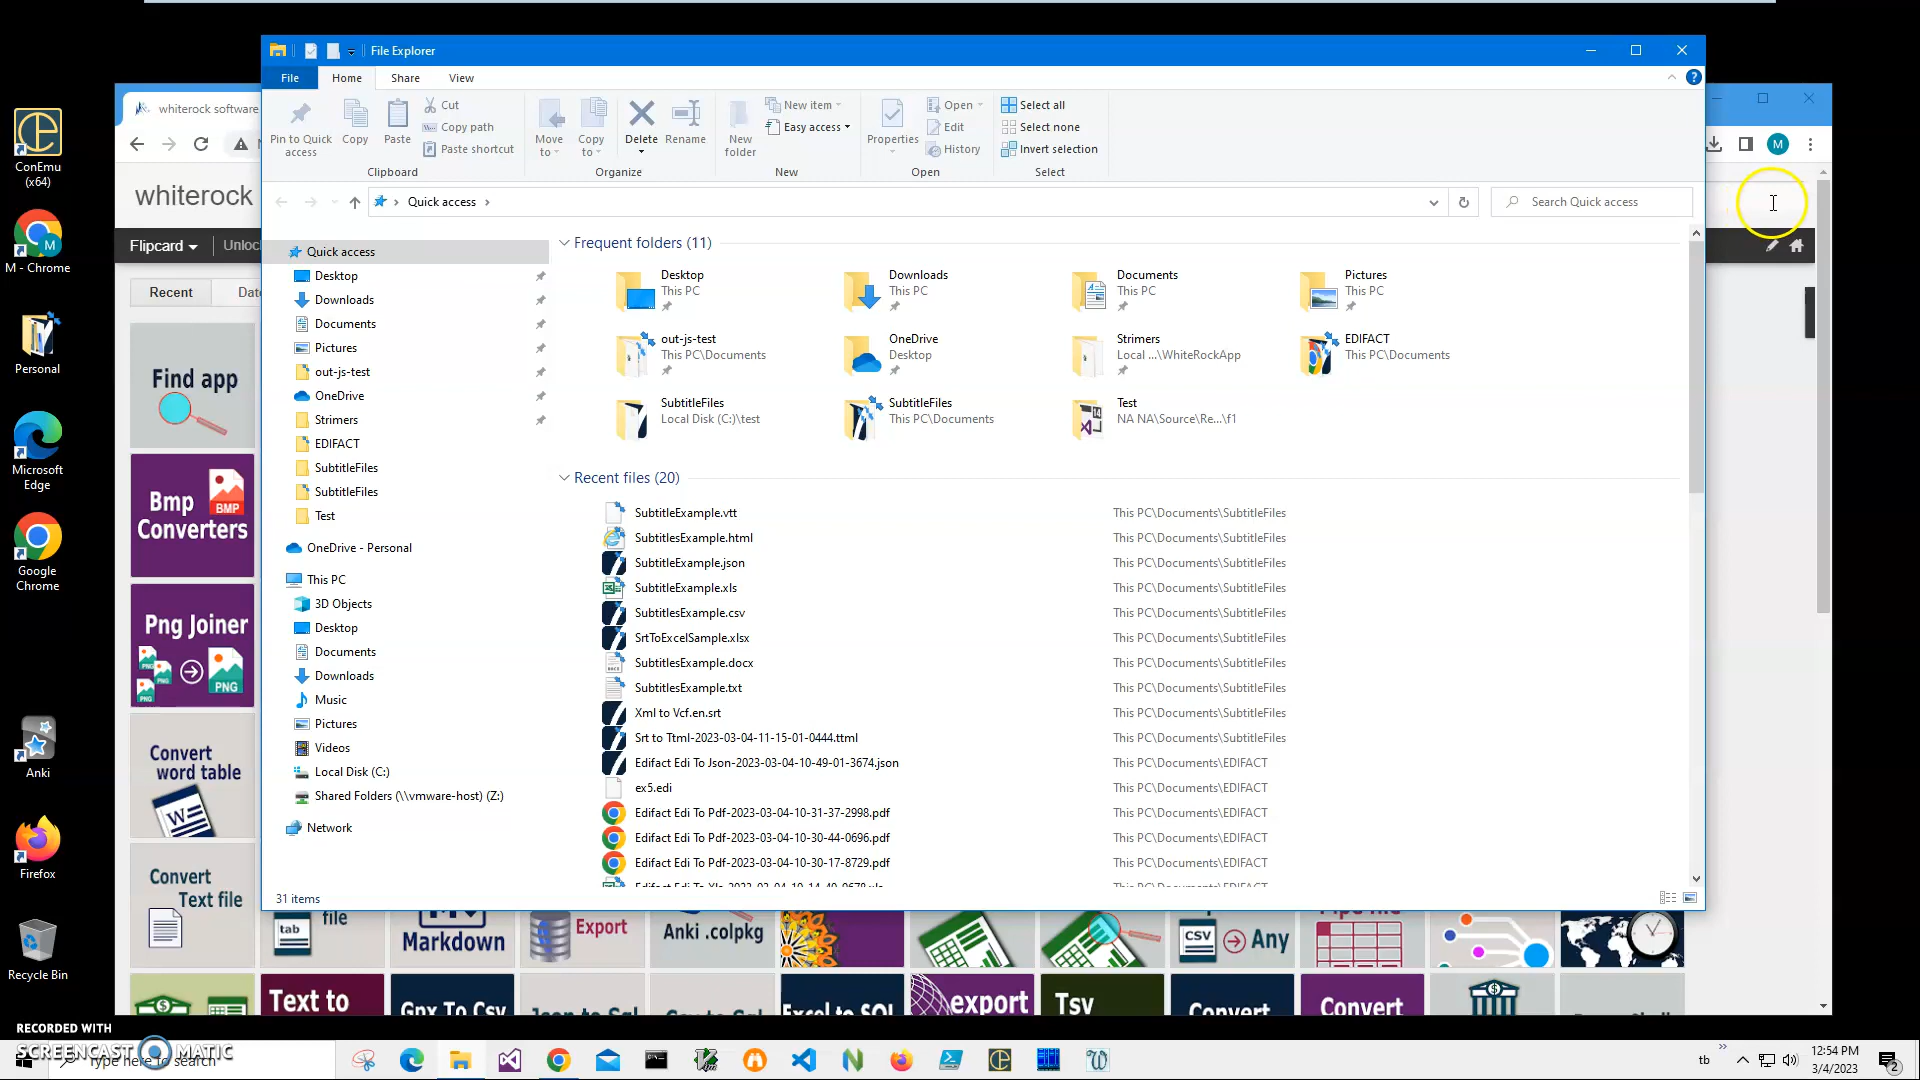 File Explorer
File
Home
Share
View
Pin to Quick access
Copy
Paste
Cut
Copy path
Paste shortcut
Clipboard
Move to
Copy to
Delete
Rename
Organize
New folder
New item
Easy access
New
Properties
Open
Edit
History
Open
Select all
Select none
Invert selection
Select
Quick access
Search Quick access
Quick access
Desktop
Downloads
Documents
Pictures
out-js-test
OneDrive
Strimers
EDIFACT
SubtitleFiles
SubtitleFiles
Test
OneDrive - Personal
This PC
3D Objects
Desktop
Documents
Downloads
Music
Pictures
Videos
Local Disk (C:)
Shared Folders (\\vmware-host) (Z:)
Network
Frequent folders (11)
Desktop
This PC
Downloads
This PC
Documents
This PC
Pictures
This PC
out-js-test
This PC\Documents
OneDrive
Desktop
Strimers
Local ...\WhiteRockApp
EDIFACT
This PC\Documents
SubtitleFiles
Local Disk (C:)\test
SubtitleFiles
This PC\Documents
Test
NA NA\Source\Re...\f1
Recent files (20)
SubtitleExample.vtt This PC\Documents\SubtitleFiles
SubtitlesExample.html This PC\Documents\SubtitleFiles
SubtitleExample.json This PC\Documents\SubtitleFiles
SubtitleExample.xls This PC\Documents\SubtitleFiles
SubtitlesExample.csv This PC\Documents\SubtitleFiles
SrtToExcelSample.xlsx This PC\Documents\SubtitleFiles
SubtitlesExample.docx This PC\Documents\SubtitleFiles
SubtitlesExample.txt This PC\Documents\SubtitleFiles
Xml to Vcf.en.srt This PC\Documents\SubtitleFiles
Srt to Ttml-2023-03-04-11-15-01-0444.ttml This PC\Documents\SubtitleFiles
Edifact Edi To Json-2023-03-04-10-49-01-3674.json This PC\Documents\EDIFACT
ex5.edi This PC\Documents\EDIFACT
Edifact Edi To Pdf-2023-03-04-10-31-37-2998.pdf This PC\Documents\EDIFACT
Edifact Edi To Pdf-2023-03-04-10-30-44-0696.pdf This PC\Documents\EDIFACT
Edifact Edi To Pdf-2023-03-04-10-30-17-8729.pdf This PC\Documents\EDIFACT
31 items
whiterock software
M
whiterock
Flipcard
Unlock
Recent
Find app
Bmp Converters
BMP
Png Joiner
PNG
Convert word table
W
Convert Text file
tab
file
Markdown
Export
Anki .colpkg
CSV
Any
Text to
Gpx To Csv
Json to Sql
Csv to Sql
Excel to SQL
export
Tsv
Convert
Convert
ConEmu (x64)
M - Chrome
Personal
Microsoft Edge
Google Chrome
Anki
Firefox
Recycle Bin
RECORDED WITH
SCREENCAST MATIC
Type here to search
tb
12:54 PM
3/4/2023
2